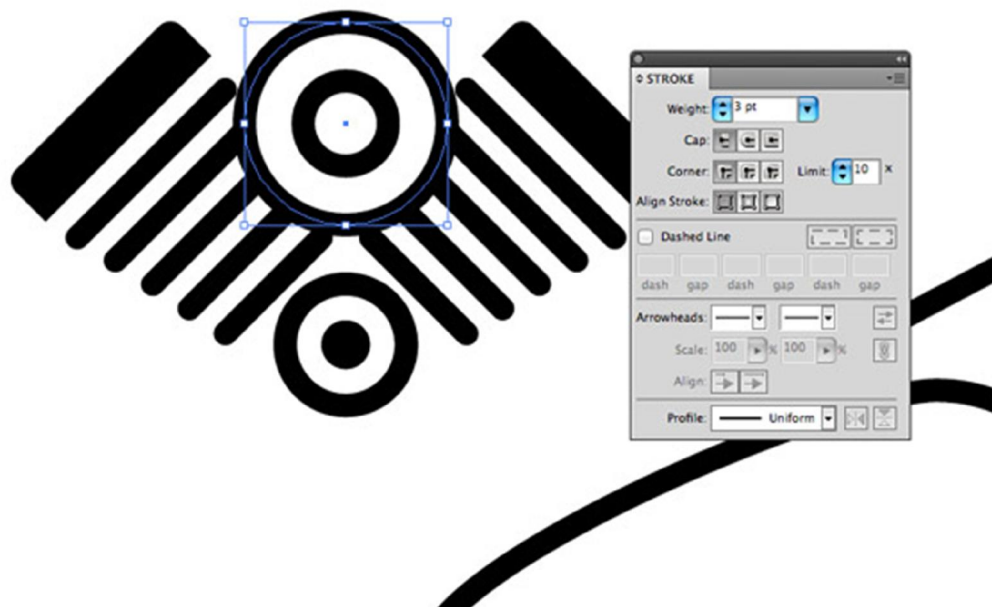 STROKE
Weight: 3 pt
Cap:
Corner: Limit: 10 x
Align Stroke:
Dashed Line
dash gap dash gap dash gap
Arrowheads:
Scale: 100 % 100 %
Align:
Profile: Uniform